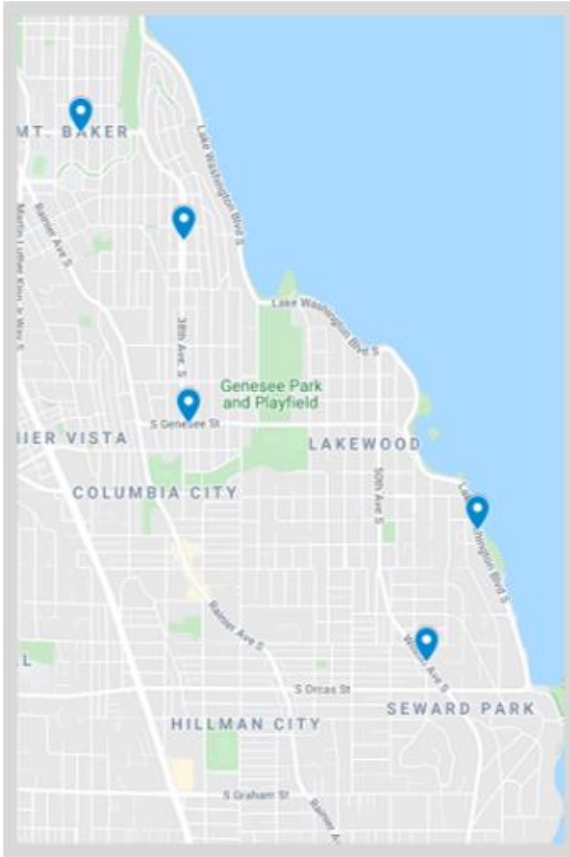 MT. BAKER
Lake Washington Blvd S
Rainier Ave S
Martin Luther King Jr Way S
Lake Washington Blvd S
38th Ave S
Genesee Park
and Playfield
S Genesee St
NIER VISTA
LAKEWOOD
COLUMBIA CITY
50th Ave S
Lake Washington Blvd S
Rainier Ave S
Wilson Ave S
L
S Orcas St
SEWARD PARK
HILLMAN CITY
S Graham St
Rainier A